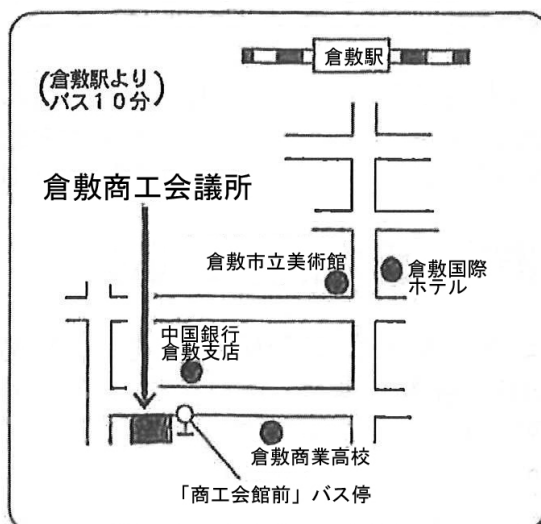 倉敷駅
(倉敷駅より
バス10分)
倉敷商工会議所
倉敷市立美術館
倉敷国際
ホテル
中国銀行
倉敷支店
倉敷商業高校
「商工会館前」バス停